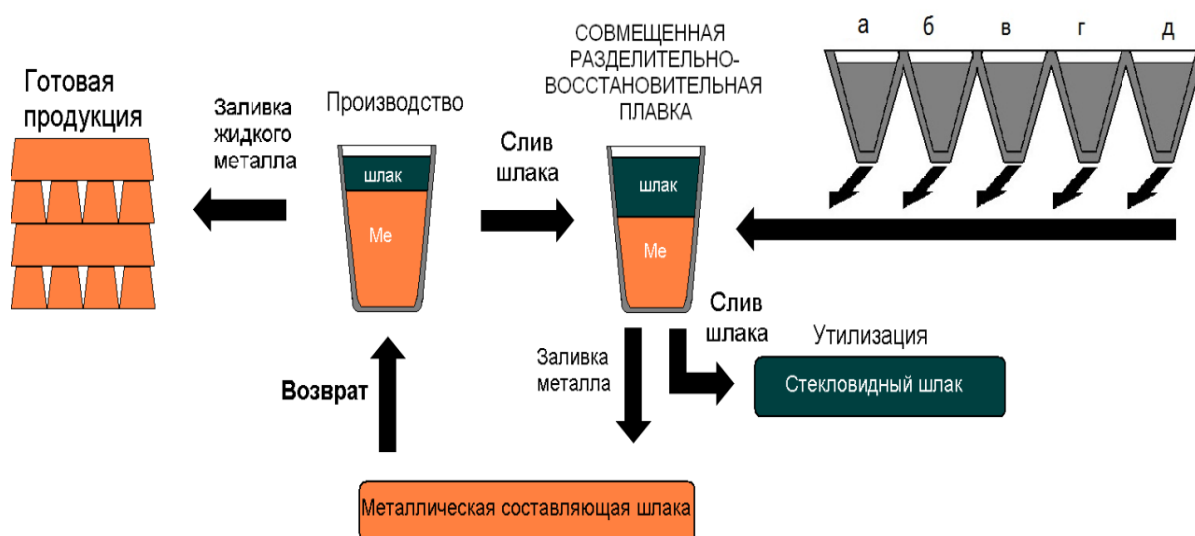 Готовая
продукция
Заливка
жидкого
металла
Производство
шлак
Ме
Слив
шлака
СОВМЕЩЕННАЯ
РАЗДЕЛИТЕЛЬНО-
ВОССТАНОВИТЕЛЬНАЯ
ПЛАВКА
шлак
Ме
а б в г д
Возврат
Заливка
металла
Слив
шлака
Утилизация
Стекловидный шлак
Металлическая составляющая шлака